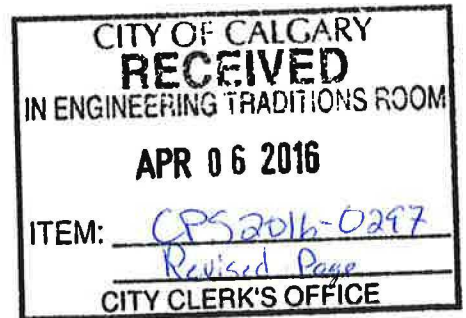 CITY OF CALGARY
RECEIVED
IN ENGINEERING TRADITIONS ROOM
APR 06 2016
ITEM: CPS2016-0297
Revised Page
CITY CLERK'S OFFICE